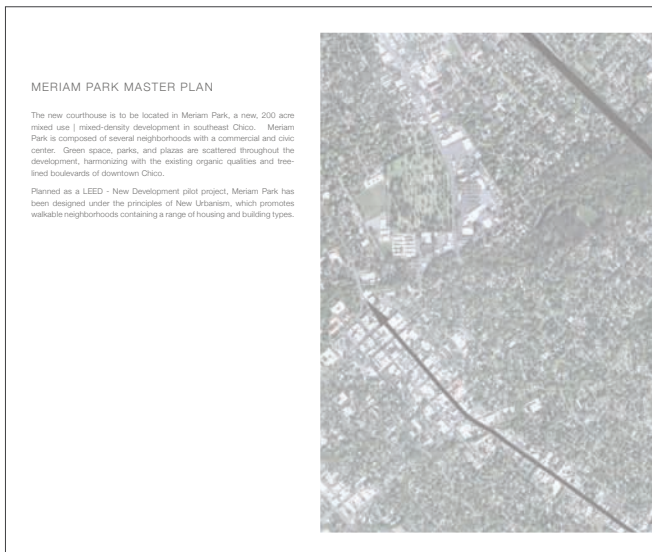 MERIAM PARK MASTER PLAN
The new courthouse is to be located in Meriam Park, a new, 200 acre
mixed use | mixed-density development in southeast Chico. Meriam
Park is composed of several neighborhoods with a commercial and civic
center. Green space, parks, and plazas are scattered throughout the
development, harmonizing with the existing organic qualities and tree-
lined boulevards of downtown Chico.
Planned as a LEED - New Development pilot project, Meriam Park has
been designed under the principles of New Urbanism, which promotes
walkable neighborhoods containing a range of housing and building types.